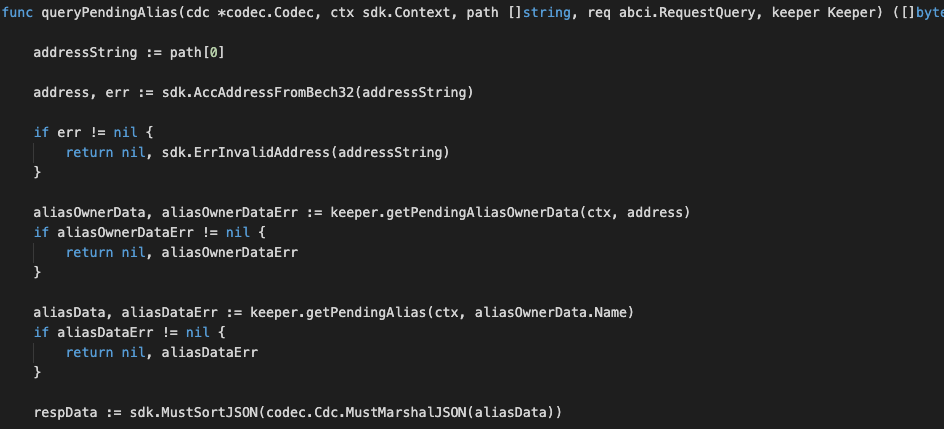 func queryPendingAlias(cdc *codec.Codec, ctx sdk.Context, path []string, req abci.RequestQuery, keeper Keeper) ([]byte
addressString := path[0]
address, err := sdk.AccAddressFromBech32(addressString)
if err != nil {
return nil, sdk.ErrInvalidAddress(addressString)
}
aliasOwnerData, aliasOwnerDataErr := keeper.getPendingAliasOwnerData(ctx, address)
if aliasOwnerDataErr != nil {
return nil, aliasOwnerDataErr
}
aliasData, aliasDataErr := keeper.getPendingAlias(ctx, aliasOwnerData.Name)
if aliasDataErr != nil {
return nil, aliasDataErr
}
respData := sdk.MustSortJSON(codec.Cdc.MustMarshalJSON(aliasData))